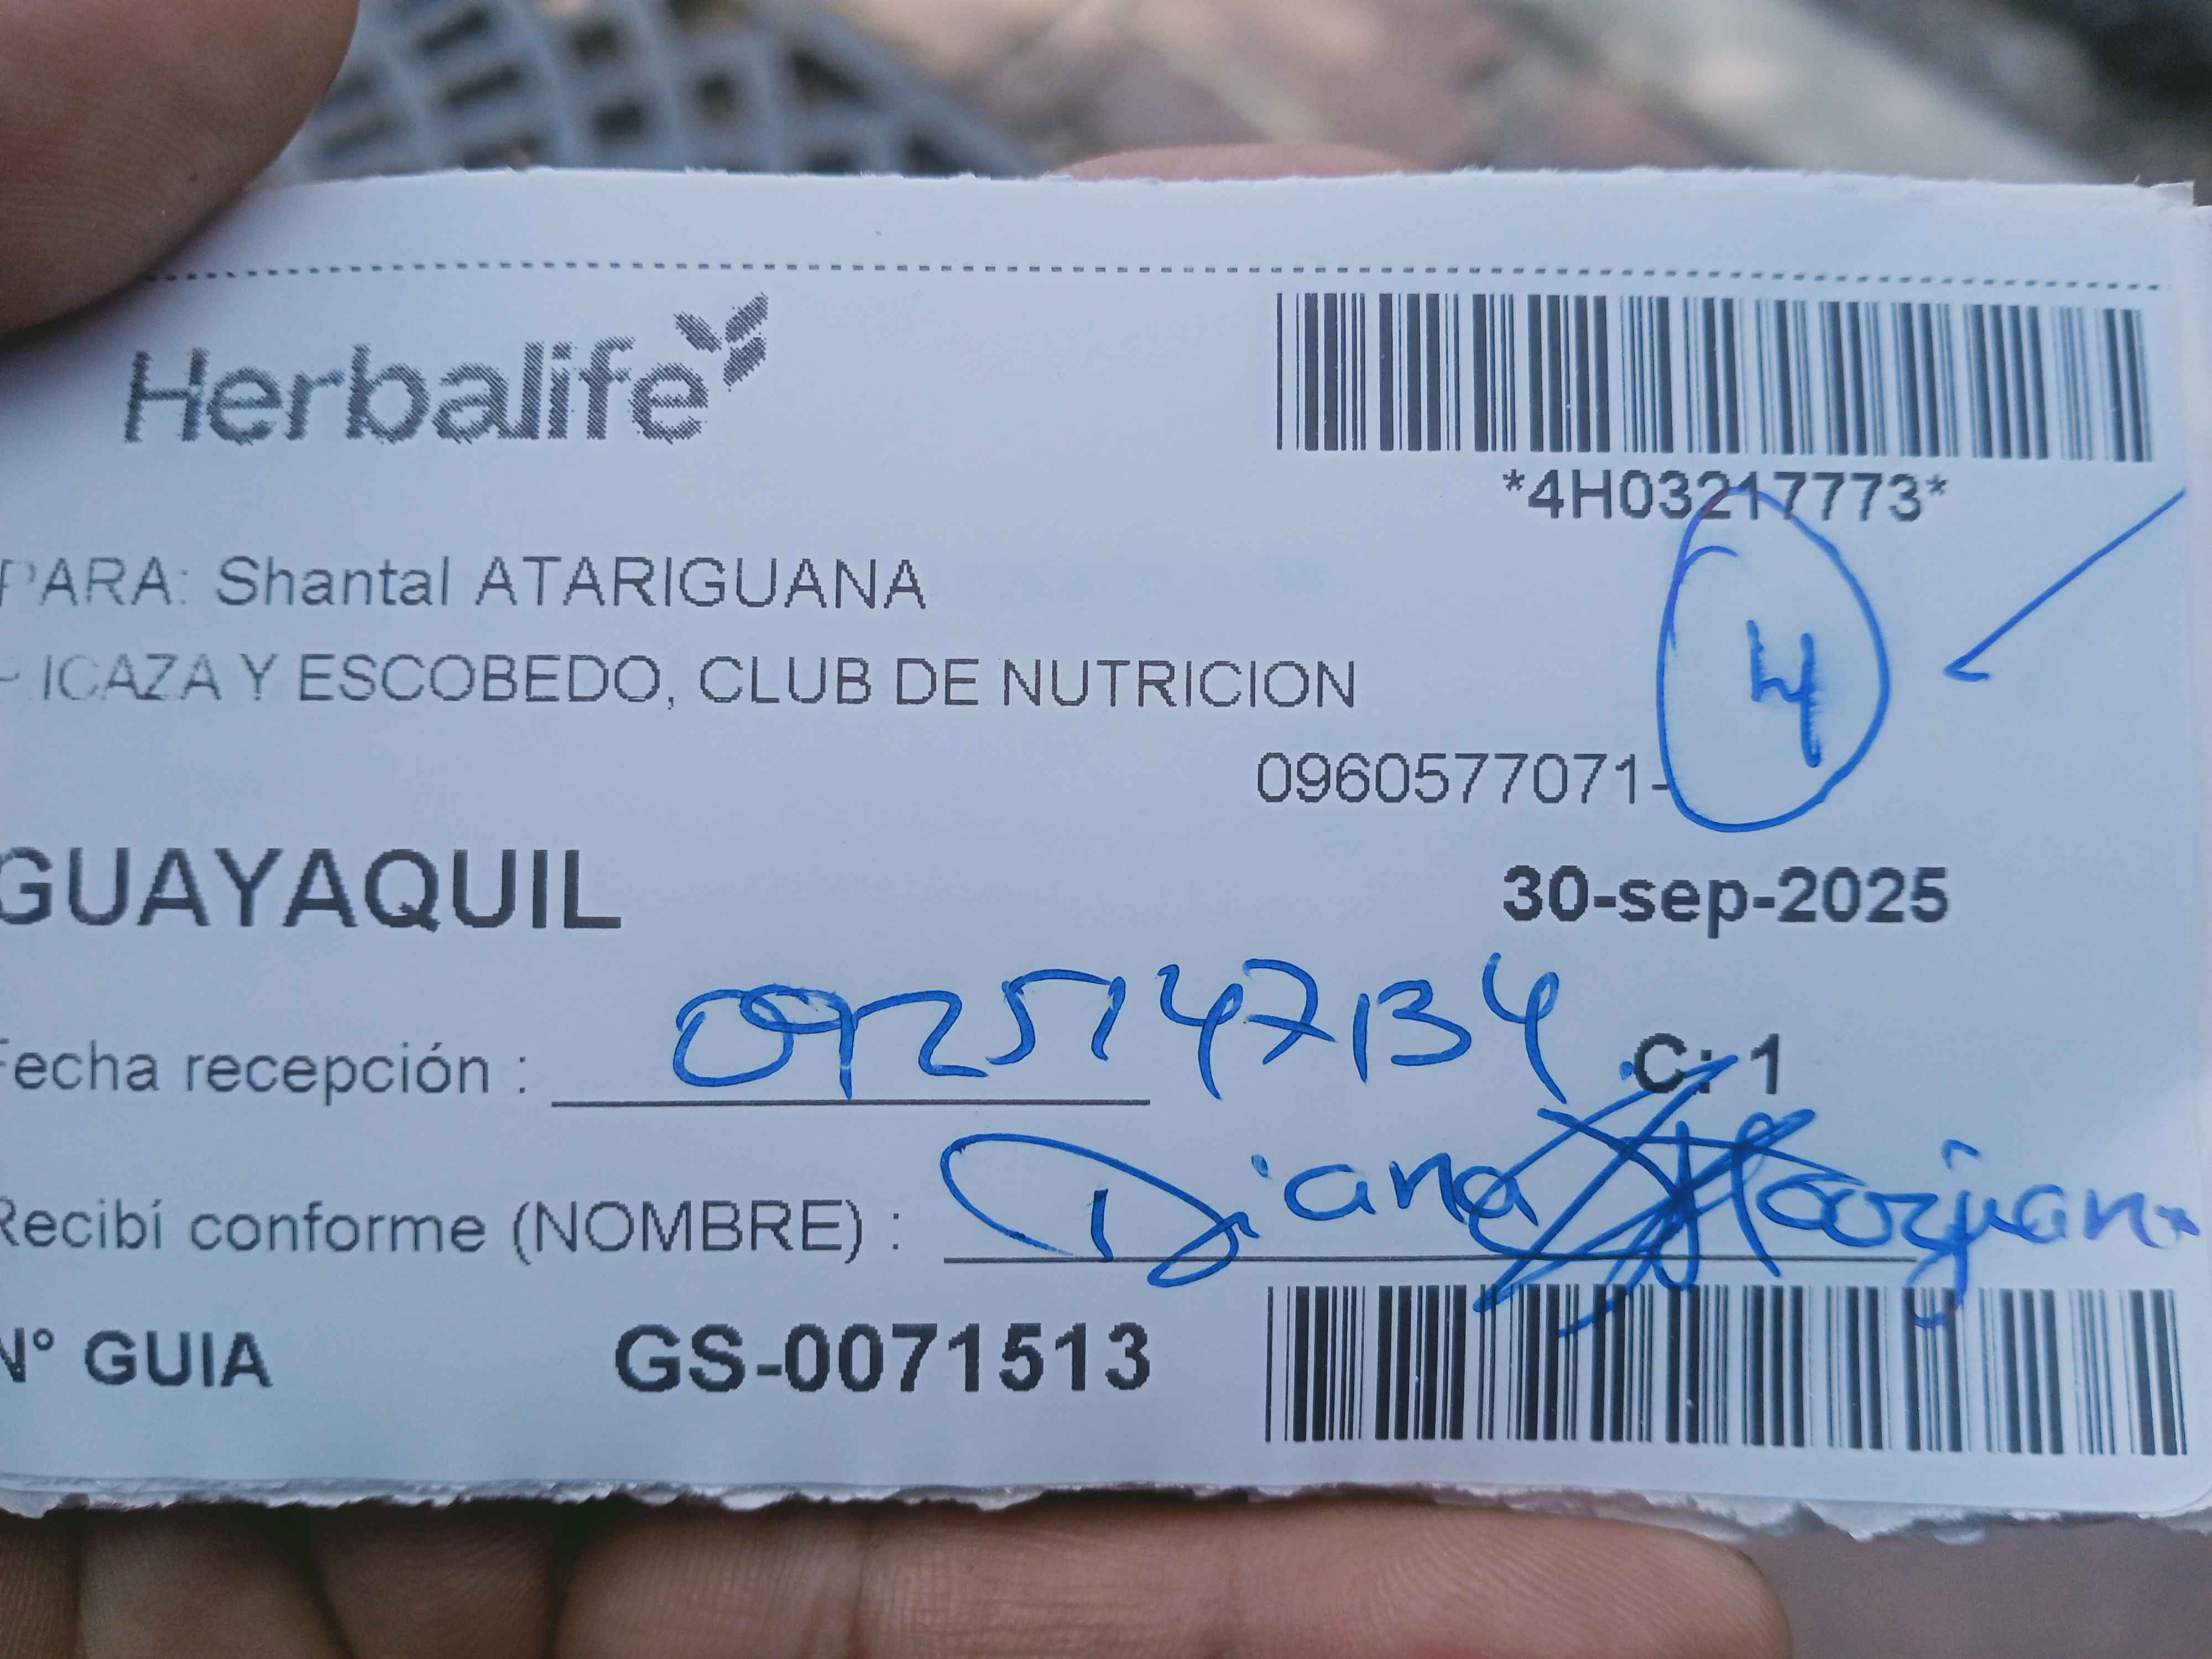 Herbalife
*4H03217773*
PARA: Shantal ATARIGUANA
4
P ICAZA Y ESCOBEDO, CLUB DE NUTRICION
0960577071-
GUAYAQUIL 30-sep-2025
Fecha recepción : 0925747134
C: 1
Recibí conforme (NOMBRE) : Diana
N° GUIA GS-0071513